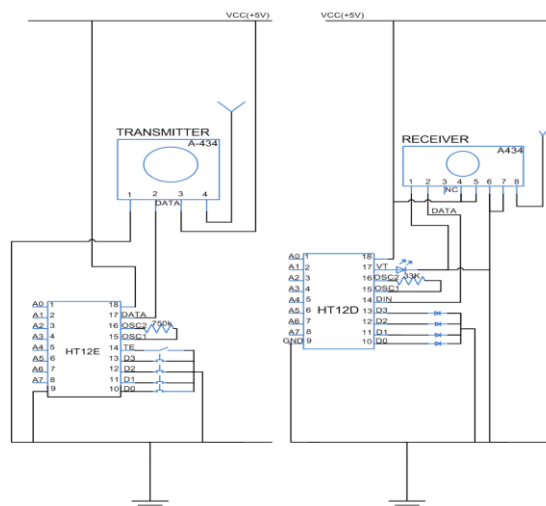 VCC(+5V)
TRANSMITTER
A-434
1 2 3 4
DATA
A0 1 18
A1 2 17 DATA
A2 3 16 OSC2 750k
A3 4 15 OSC1
A4 5 14 TE
HT12E
A5 6 13 D3
A6 7 12 D2
A7 8 11 D1
9 10 D0
VCC(+5V)
RECEIVER
A434
1 2 3 4 5 6 7 8
NC
DATA
A0 1 18
A1 2 17 VT
A2 3 16 OSC2 33K
A3 4 15 OSC1
A4 5 14 DIN
HT12D
A5 6 13 D3
A6 7 12 D2
A7 8 11 D1
GND 9 10 D0